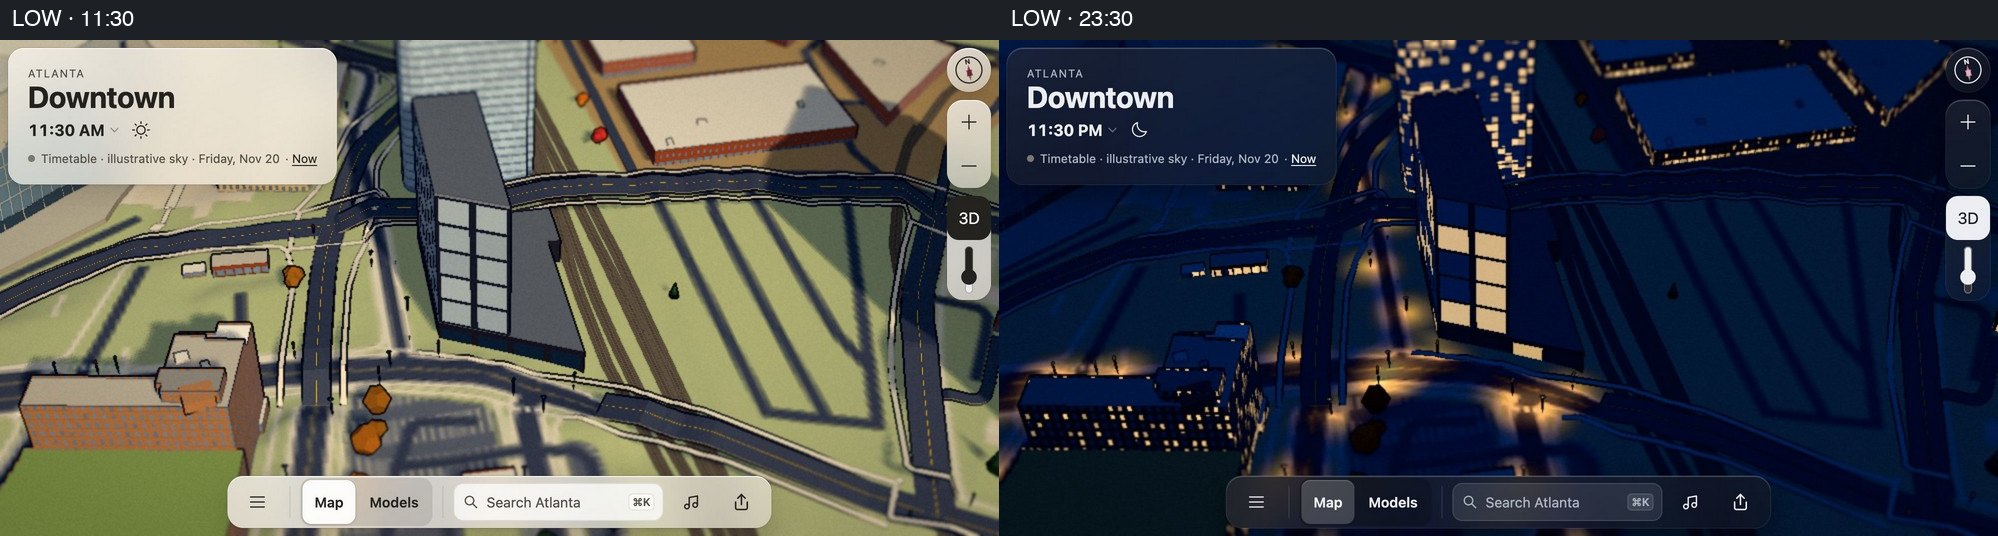 LOW · 11:30
ATLANTA
Downtown
11:30 AM
Timetable · illustrative sky · Friday, Nov 20 · Now
N
3D
Map
Models
Search Atlanta
⌘K
LOW · 23:30
ATLANTA
Downtown
11:30 PM
Timetable · illustrative sky · Friday, Nov 20 · Now
N
3D
Map
Models
Search Atlanta
⌘K